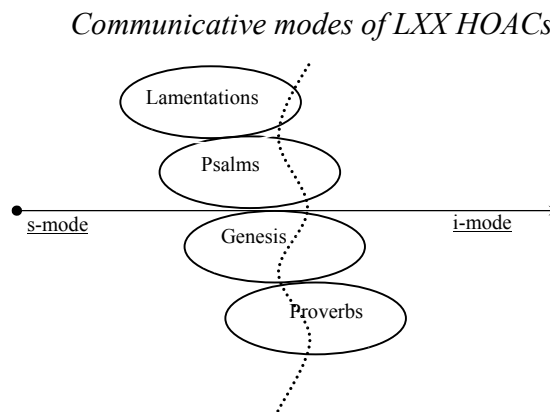 Communicative modes of LXX HOACs
Lamentations
Psalms
s-mode
i-mode
Genesis
Proverbs